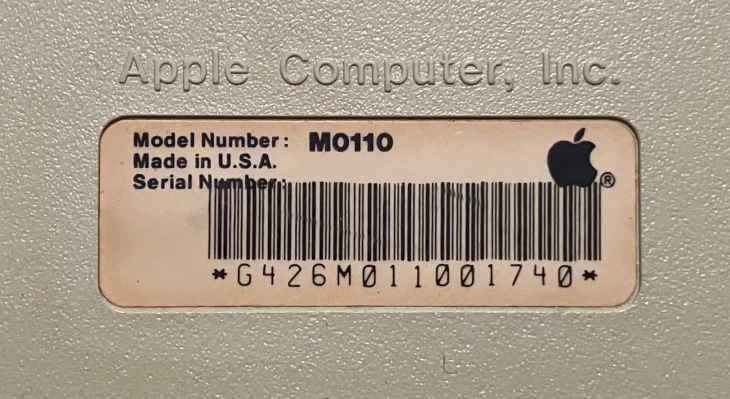 Apple Computer, Inc.
Model Number: M0110
Made in U.S.A.
Serial Number:
®
*G426M011001740*